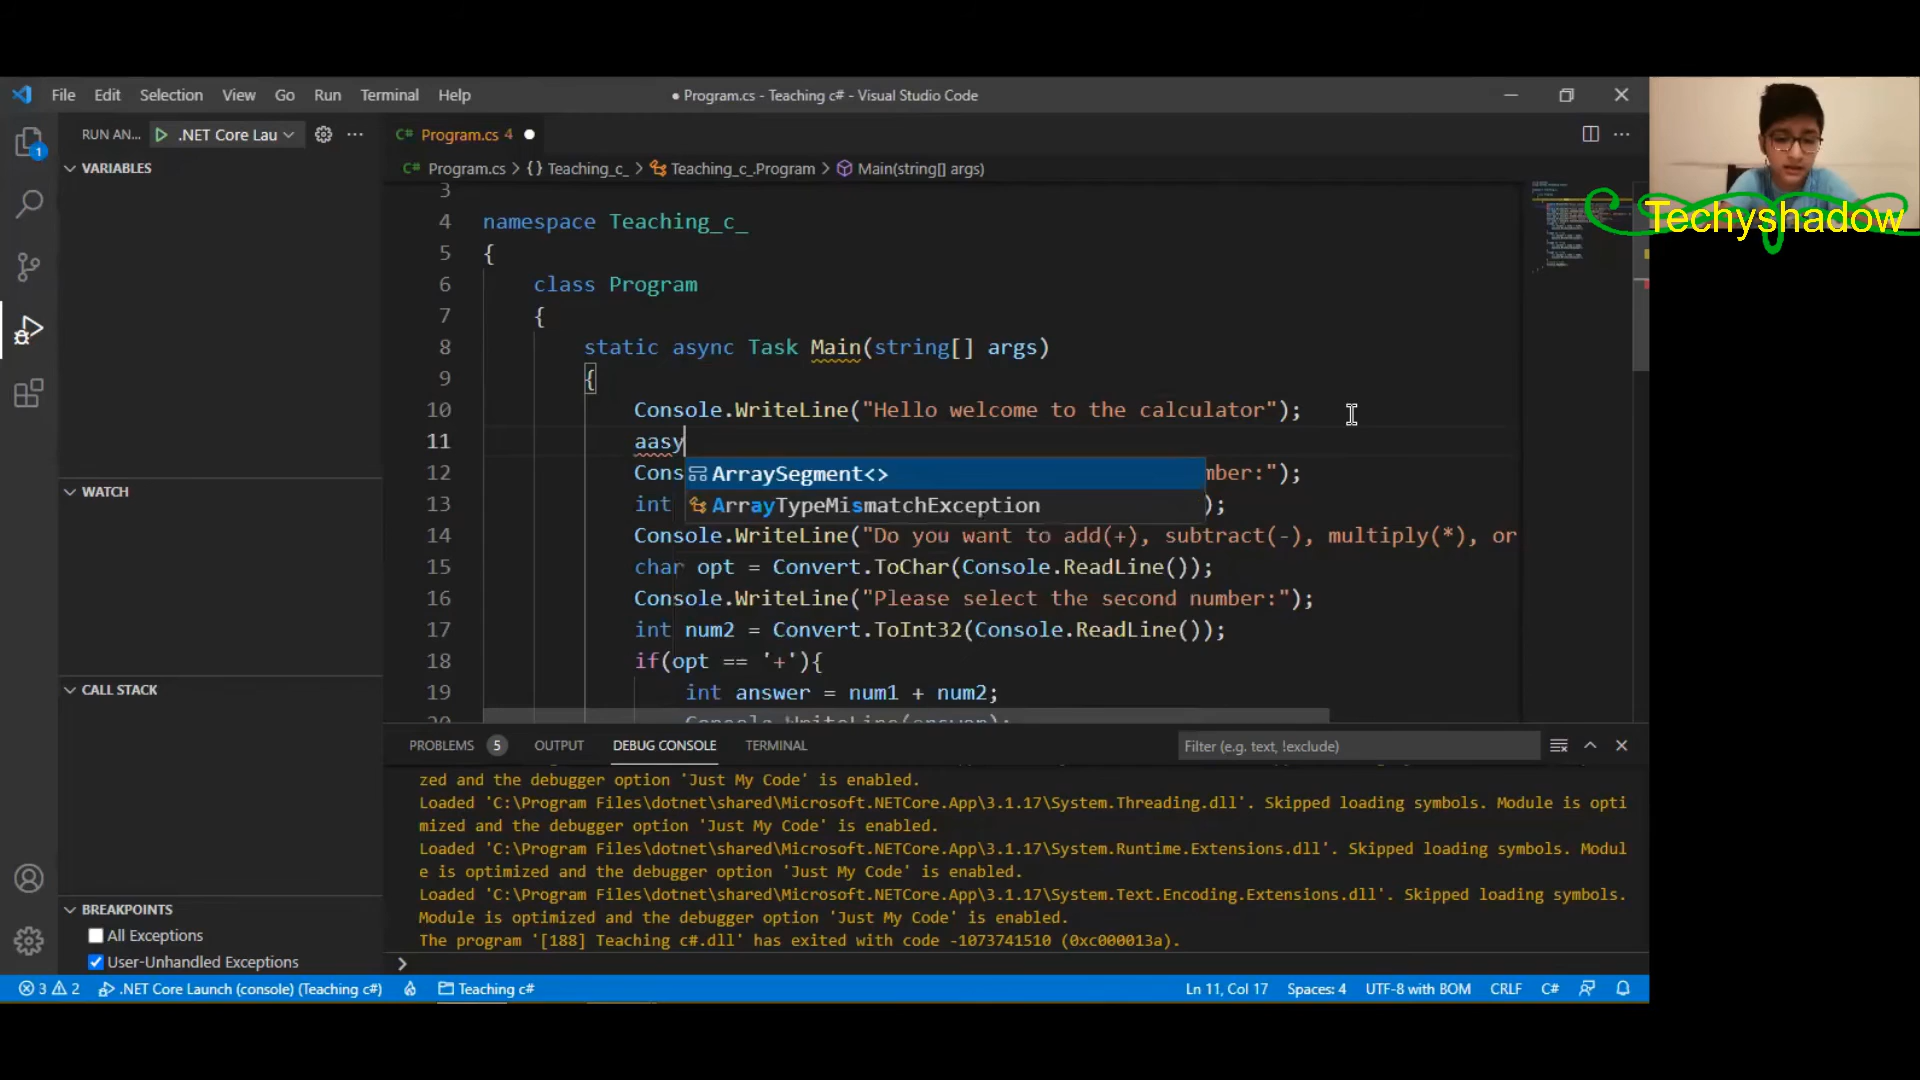 File Edit Selection View Go Run Terminal Help
● Program.cs - Teaching c# - Visual Studio Code
RUN AN... .NET Core Lau
C# Program.cs 4
C# Program.cs > {} Teaching_c_ > Teaching_c_.Program > Main(string[] args)
VARIABLES
WATCH
CALL STACK
BREAKPOINTS
All Exceptions
User-Unhandled Exceptions
1
Techyshadow
3
4 namespace Teaching_c_
5 {
6 class Program
7 {
8 static async Task Main(string[] args)
9 {
10 Console.WriteLine("Hello welcome to the calculator");
11 aasy
12 Cons mber:");
ArraySegment<>
13 int );
ArrayTypeMismatchException
14 Console.WriteLine("Do you want to add(+), subtract(-), multiply(*), or
15 char opt = Convert.ToChar(Console.ReadLine());
16 Console.WriteLine("Please select the second number:");
17 int num2 = Convert.ToInt32(Console.ReadLine());
18 if(opt == '+'){
19 int answer = num1 + num2;
20 Console.WriteLine(answer);
PROBLEMS 5 OUTPUT DEBUG CONSOLE TERMINAL
Filter (e.g. text, !exclude)
zed and the debugger option 'Just My Code' is enabled.
Loaded 'C:\Program Files\dotnet\shared\Microsoft.NETCore.App\3.1.17\System.Threading.dll'. Skipped loading symbols. Module is opti
mized and the debugger option 'Just My Code' is enabled.
Loaded 'C:\Program Files\dotnet\shared\Microsoft.NETCore.App\3.1.17\System.Runtime.Extensions.dll'. Skipped loading symbols. Modul
e is optimized and the debugger option 'Just My Code' is enabled.
Loaded 'C:\Program Files\dotnet\shared\Microsoft.NETCore.App\3.1.17\System.Text.Encoding.Extensions.dll'. Skipped loading symbols.
Module is optimized and the debugger option 'Just My Code' is enabled.
The program '[188] Teaching c#.dll' has exited with code -1073741510 (0xc000013a).
3 2 .NET Core Launch (console) (Teaching c#) Teaching c#
Ln 11, Col 17 Spaces: 4 UTF-8 with BOM CRLF C#